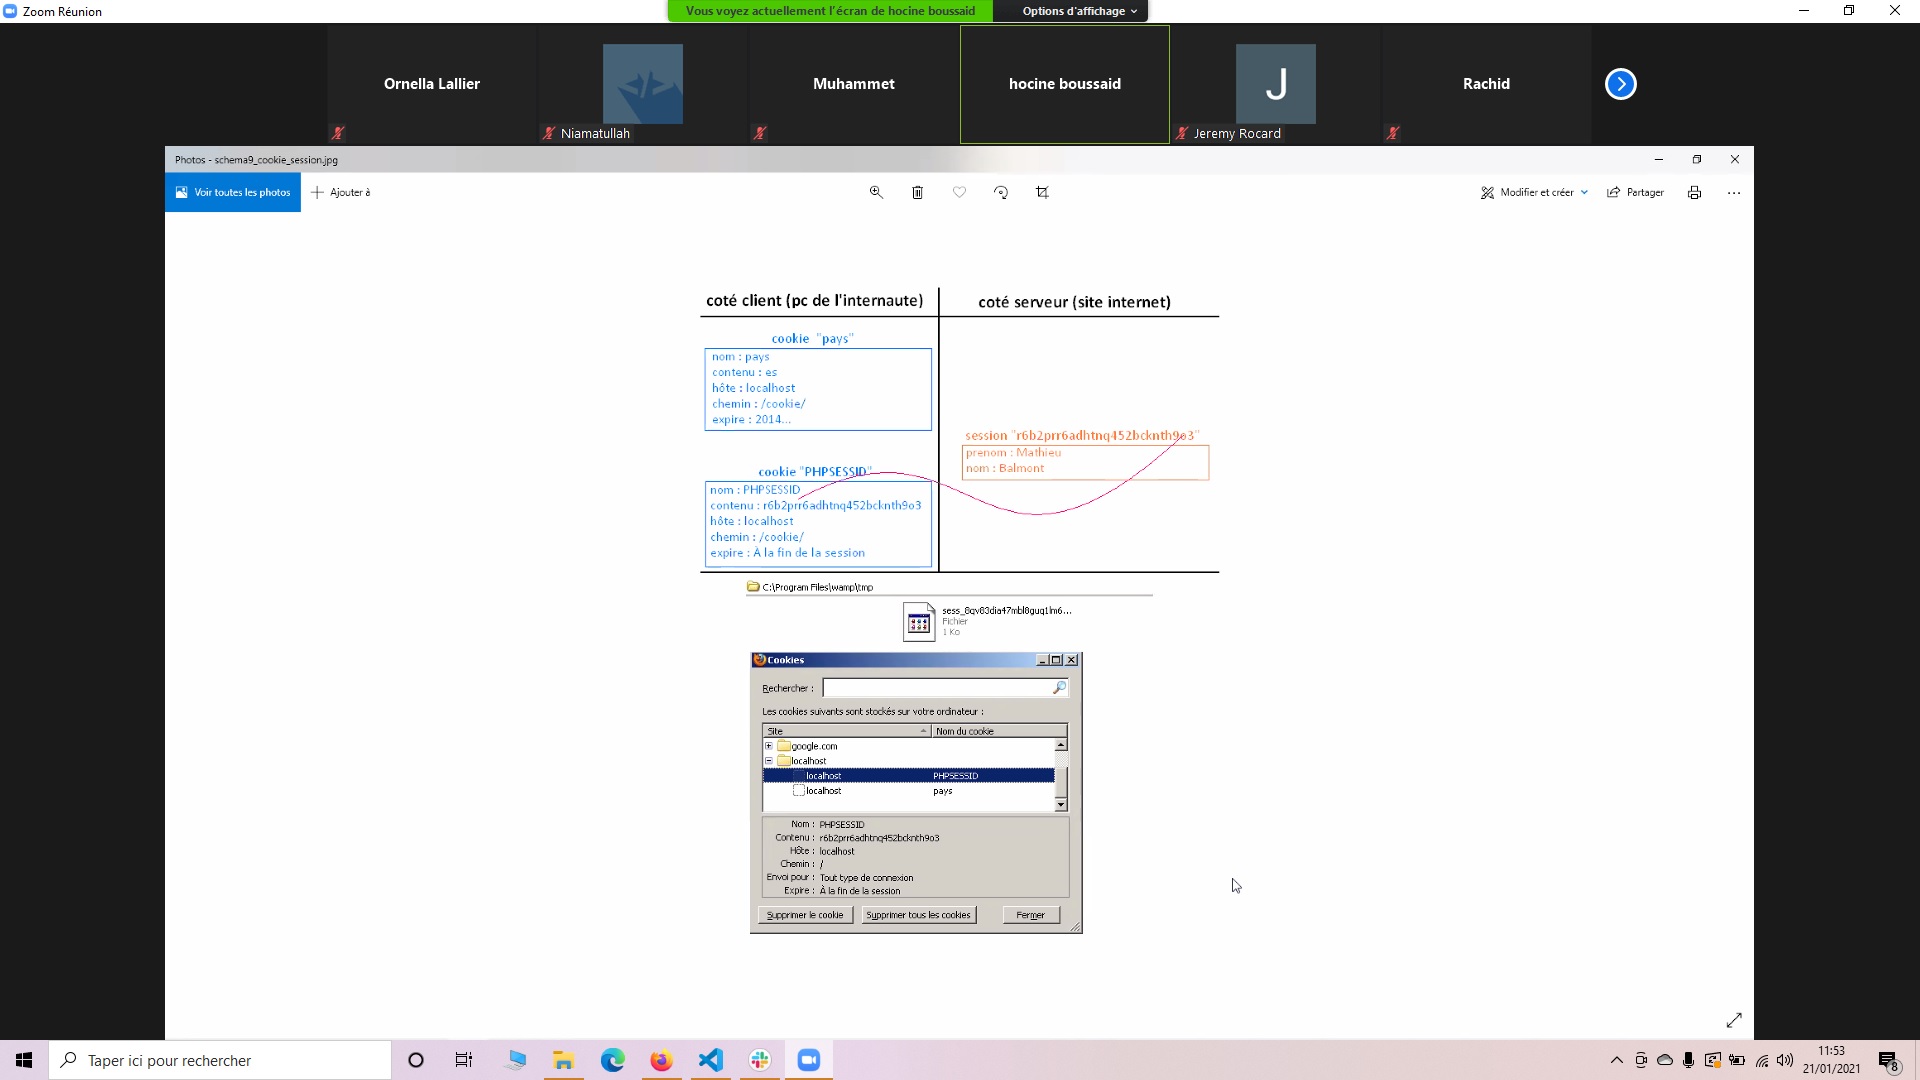 Zoom Réunion
Vous voyez actuellement l'écran de hocine boussaid
Options d'affichage
Ornella Lallier
Niamatullah
Muhammet
hocine boussaid
J
Jeremy Rocard
Rachid
Photos - schema9_cookie_session.jpg
Voir toutes les photos
Ajouter à
Modifier et créer
Partager
coté client (pc de l'internaute)
coté serveur (site internet)
cookie "pays"
nom : pays
contenu : es
hôte : localhost
chemin : /cookie/
expire : 2014...
session "r6b2prr6adhtnq452bcknth9o3"
prenom : Mathieu
nom : Balmont
cookie "PHPSESSID"
nom : PHPSESSID
contenu : r6b2prr6adhtnq452bcknth9o3
hôte : localhost
chemin : /cookie/
expire : À la fin de la session
C:\Program Files\wamp\tmp
sess_8qv83dia47mbl8guq1lm6...
Fichier
1 Ko
Cookies
Rechercher :
Les cookies suivants sont stockés sur votre ordinateur :
Site
Nom du cookie
google.com
localhost
localhost PHPSESSID
localhost pays
Nom : PHPSESSID
Contenu : r6b2prr6adhtnq452bcknth9o3
Hôte : localhost
Chemin : /
Envoi pour : Tout type de connexion
Expire : À la fin de la session
Supprimer le cookie
Supprimer tous les cookies
Fermer
Taper ici pour rechercher
11:53
21/01/2021
8